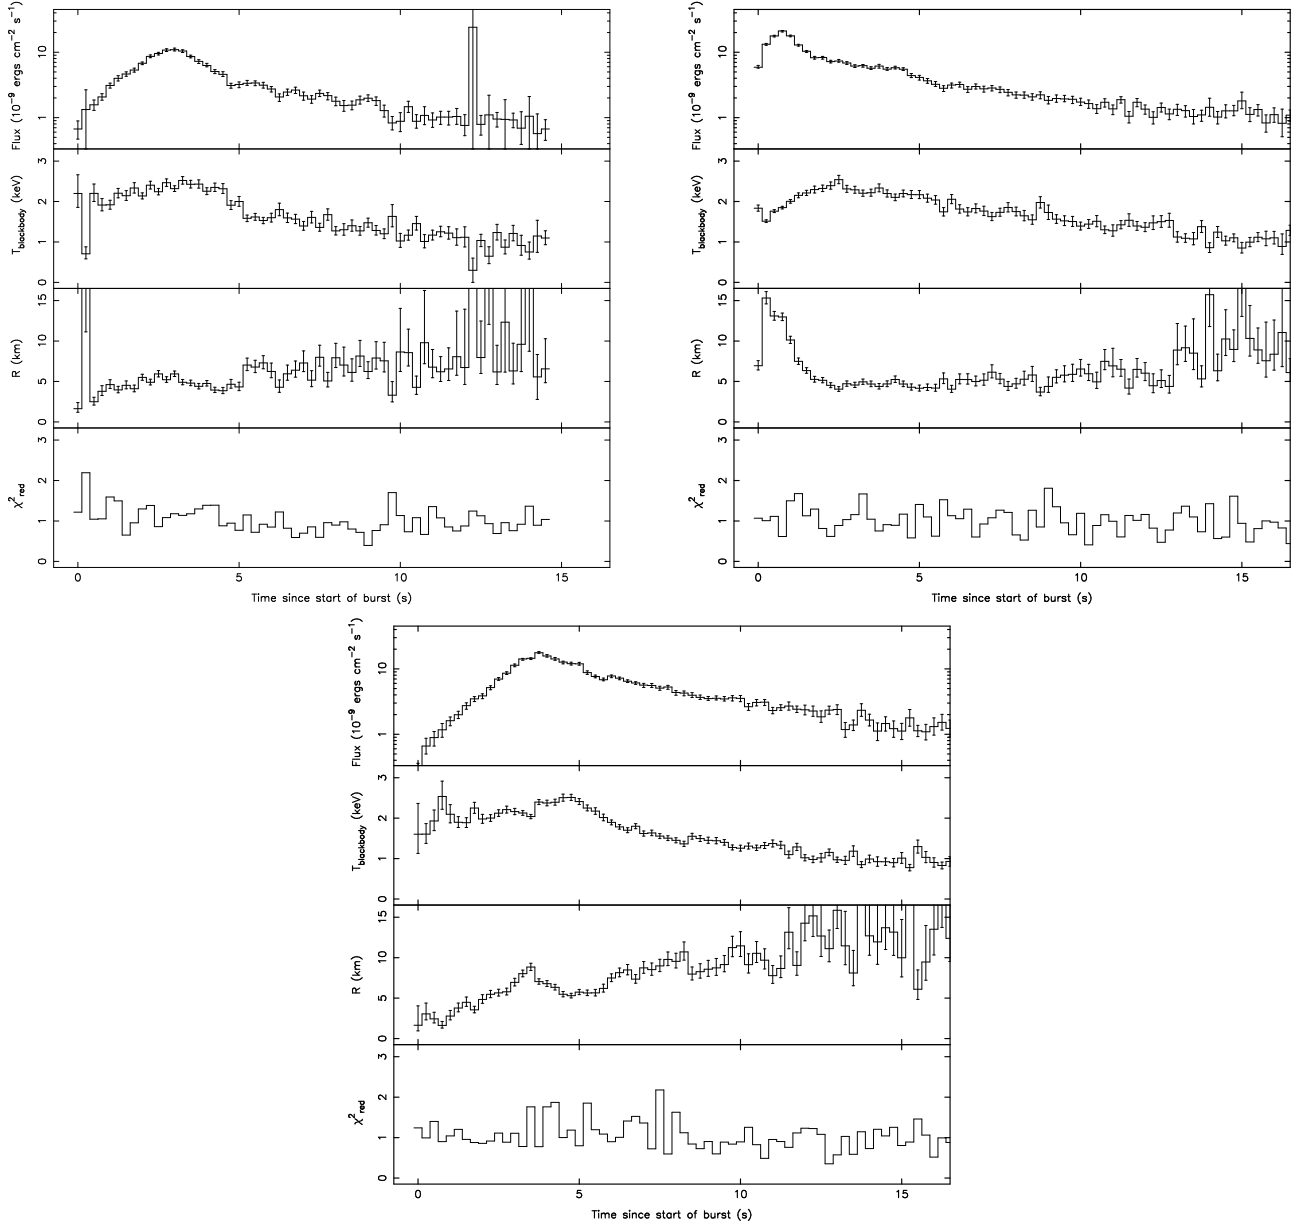 Flux (10⁻⁹ ergs cm⁻² s⁻¹)
10
1
T_blackbody (keV)
3
2
1
0
R (km)
15
10
5
0
χ²_red
3
2
1
0
0 5 10 15
Time since start of burst (s)
Flux (10⁻⁹ ergs cm⁻² s⁻¹)
10
1
T_blackbody (keV)
3
2
1
0
R (km)
15
10
5
0
χ²_red
3
2
1
0
0 5 10 15
Time since start of burst (s)
Flux (10⁻⁹ ergs cm⁻² s⁻¹)
10
1
T_blackbody (keV)
3
2
1
0
R (km)
15
10
5
0
χ²_red
3
2
1
0
0 5 10 15
Time since start of burst (s)